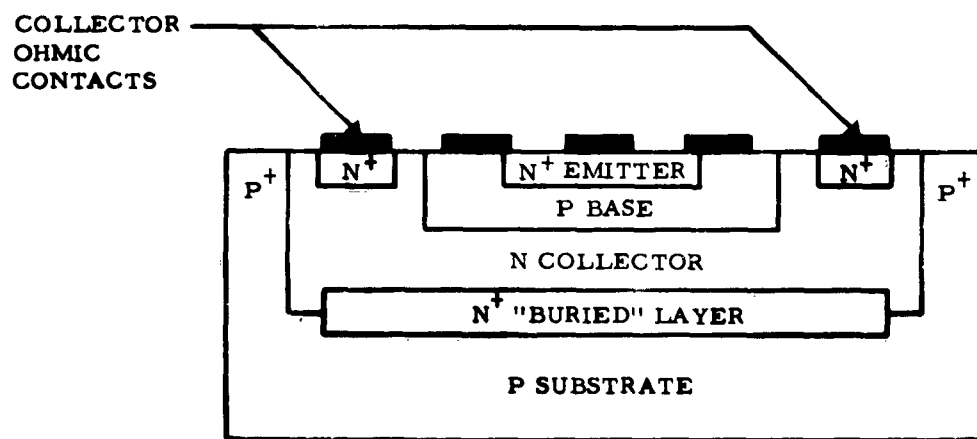 COLLECTOR
OHMIC
CONTACTS
N+
N+ EMITTER
N+
P+
P+
P BASE
N COLLECTOR
N+ "BURIED" LAYER
P SUBSTRATE